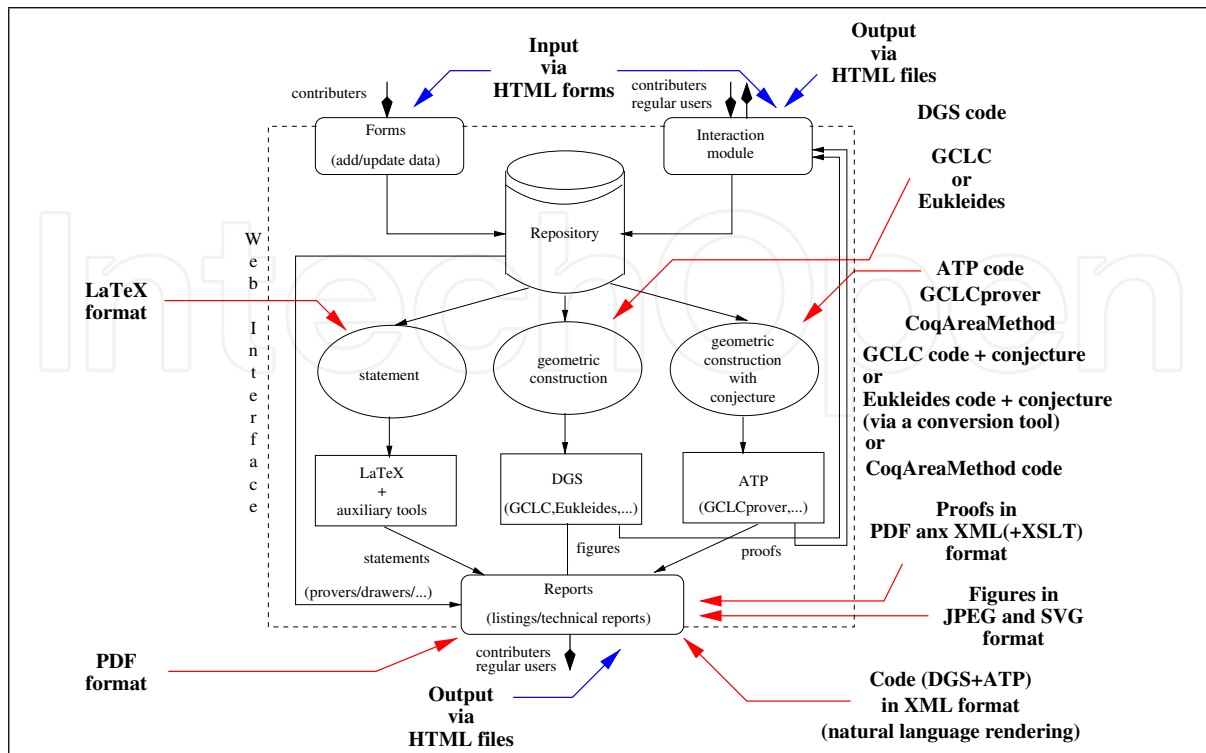 Input
via
HTML forms
Output
via
HTML files
contributers
contributers
regular users
DGS code
Forms
(add/update data)
Interaction
module
GCLC
or
Eukleides
Repository
Web Interface
IntechOpen
LaTeX
format
ATP code
GCLCprover
CoqAreaMethod
GCLC code + conjecture
or
Eukleides code + conjecture
(via a conversion tool)
or
CoqAreaMethod code
statement
geometric
construction
geometric
construction
with
conjecture
LaTeX
+
auxiliary tools
DGS
(GCLC,Eukleides,...)
ATP
(GCLCprover,...)
statements
figures
proofs
Proofs in
PDF anx XML(+XSLT)
format
(provers/drawers/...)
Reports
(listings/technical reports)
Figures in
JPEG and SVG
format
PDF
format
contributers
regular users
Output
via
HTML files
Code (DGS+ATP)
in XML format
(natural language rendering)